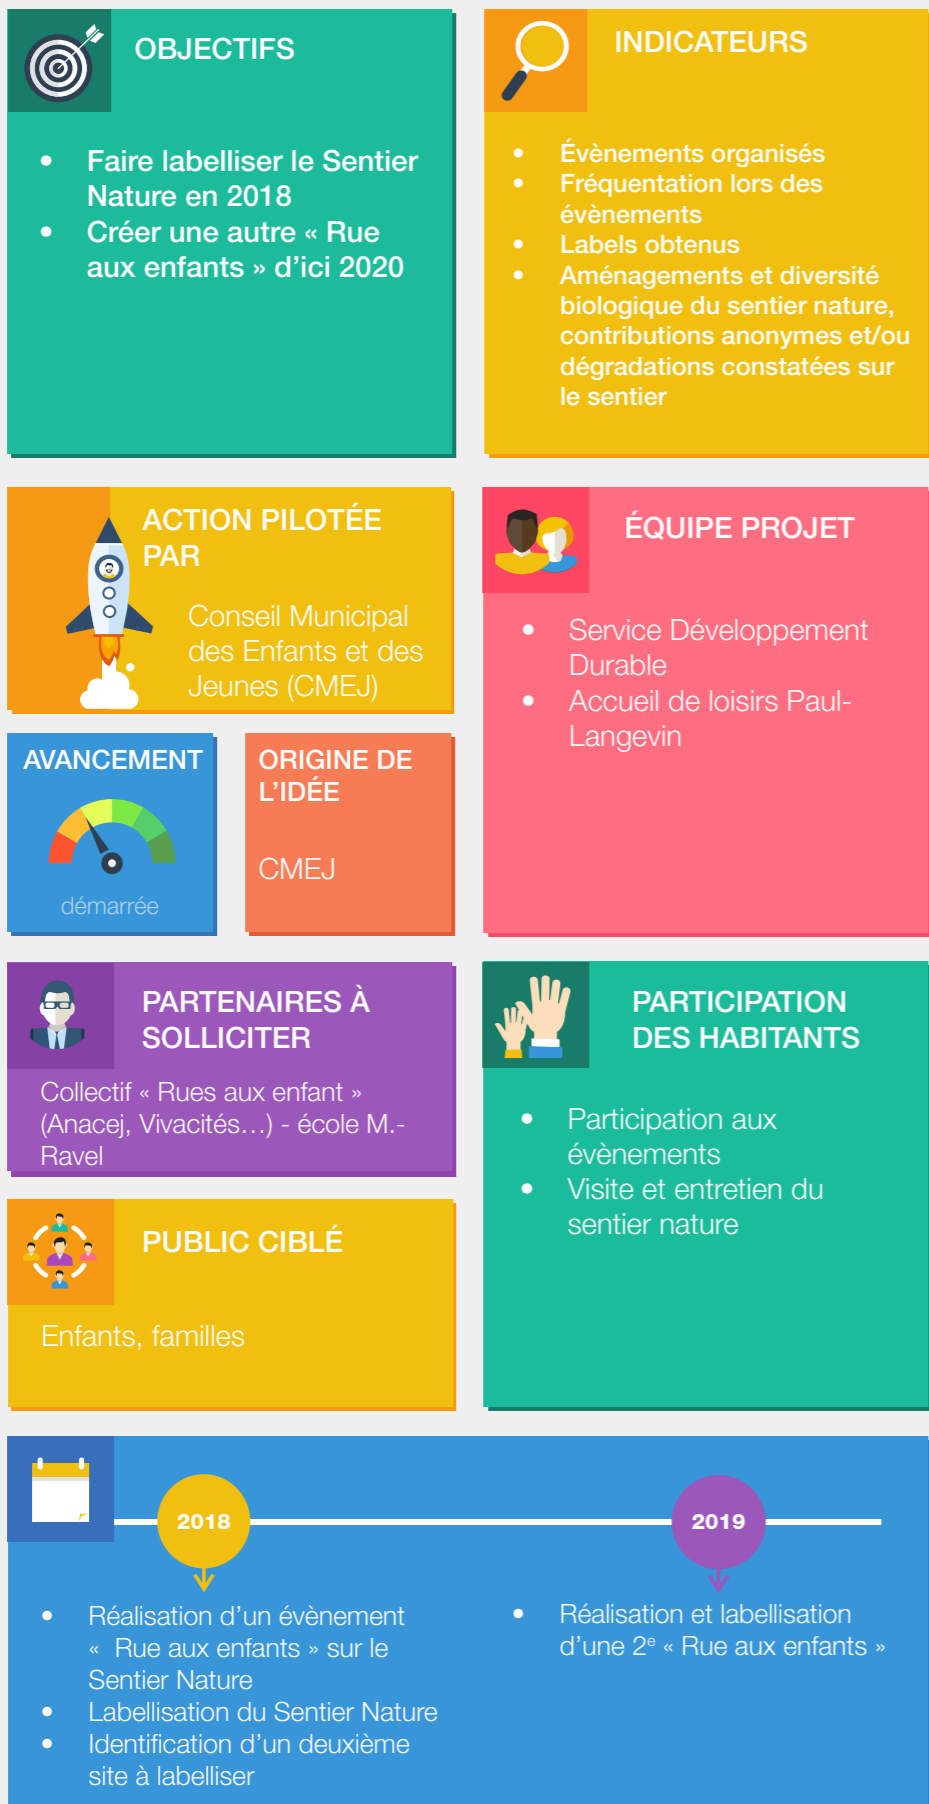 OBJECTIFS
• Faire labelliser le Sentier
Nature en 2018
• Créer une autre « Rue
aux enfants » d’ici 2020
INDICATEURS
• Évènements organisés
• Fréquentation lors des
évènements
• Labels obtenus
• Aménagements et diversité
biologique du sentier nature,
contributions anonymes et/ou
dégradations constatées sur
le sentier
ACTION PILOTÉE
PAR
Conseil Municipal
des Enfants et des
Jeunes (CMEJ)
ÉQUIPE PROJET
• Service Développement
Durable
• Accueil de loisirs Paul-
Langevin
AVANCEMENT
démarrée
ORIGINE DE
L’IDÉE
CMEJ
PARTENAIRES À
SOLLICITER
Collectif « Rues aux enfant »
(Anacej, Vivacités…) - école M.-
Ravel
PARTICIPATION
DES HABITANTS
• Participation aux
évènements
• Visite et entretien du
sentier nature
PUBLIC CIBLÉ
Enfants, familles
2018
• Réalisation d’un évènement
« Rue aux enfants » sur le
Sentier Nature
• Labellisation du Sentier Nature
• Identification d’un deuxième
site à labelliser
2019
• Réalisation et labellisation
d’une 2e « Rue aux enfants »